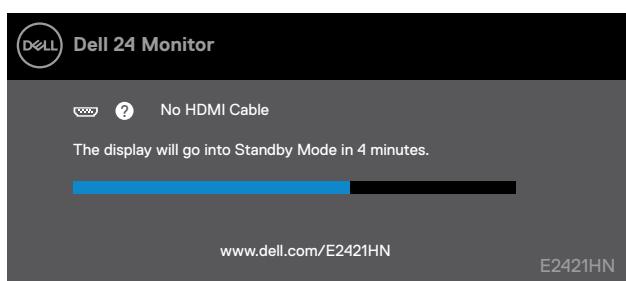 DELL Dell 24 Monitor
? No HDMI Cable
The display will go into Standby Mode in 4 minutes.
www.dell.com/E2421HN
E2421HN